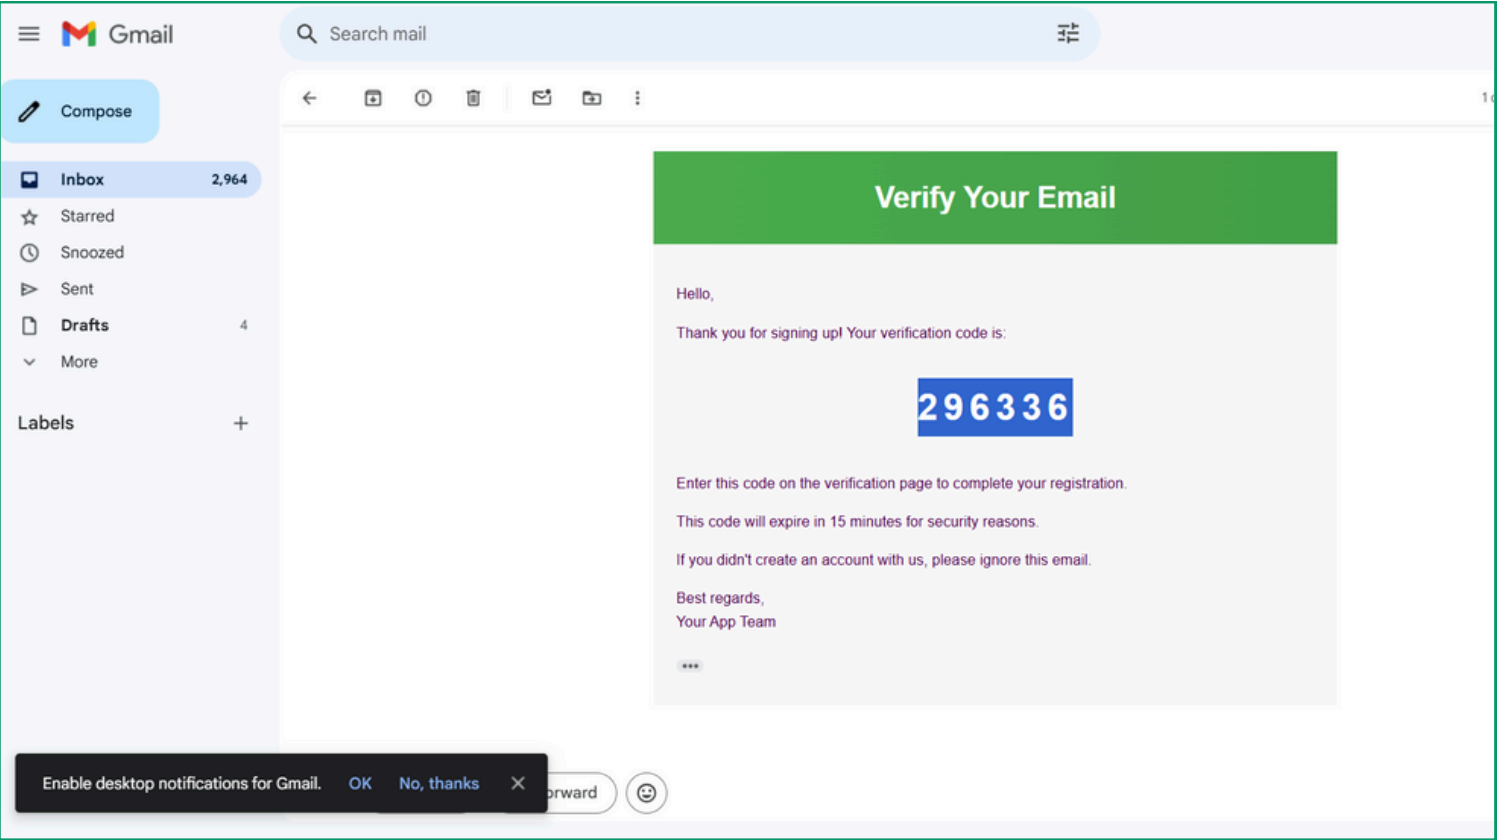 Gmail
Search mail
Compose
1
Inbox 2,964
Starred
Snoozed
Sent
Drafts 4
More
Labels
Verify Your Email
Hello,
Thank you for signing up! Your verification code is:
296336
Enter this code on the verification page to complete your registration.
This code will expire in 15 minutes for security reasons.
If you didn't create an account with us, please ignore this email.
Best regards,
Your App Team
Enable desktop notifications for Gmail. OK No, thanks
orward